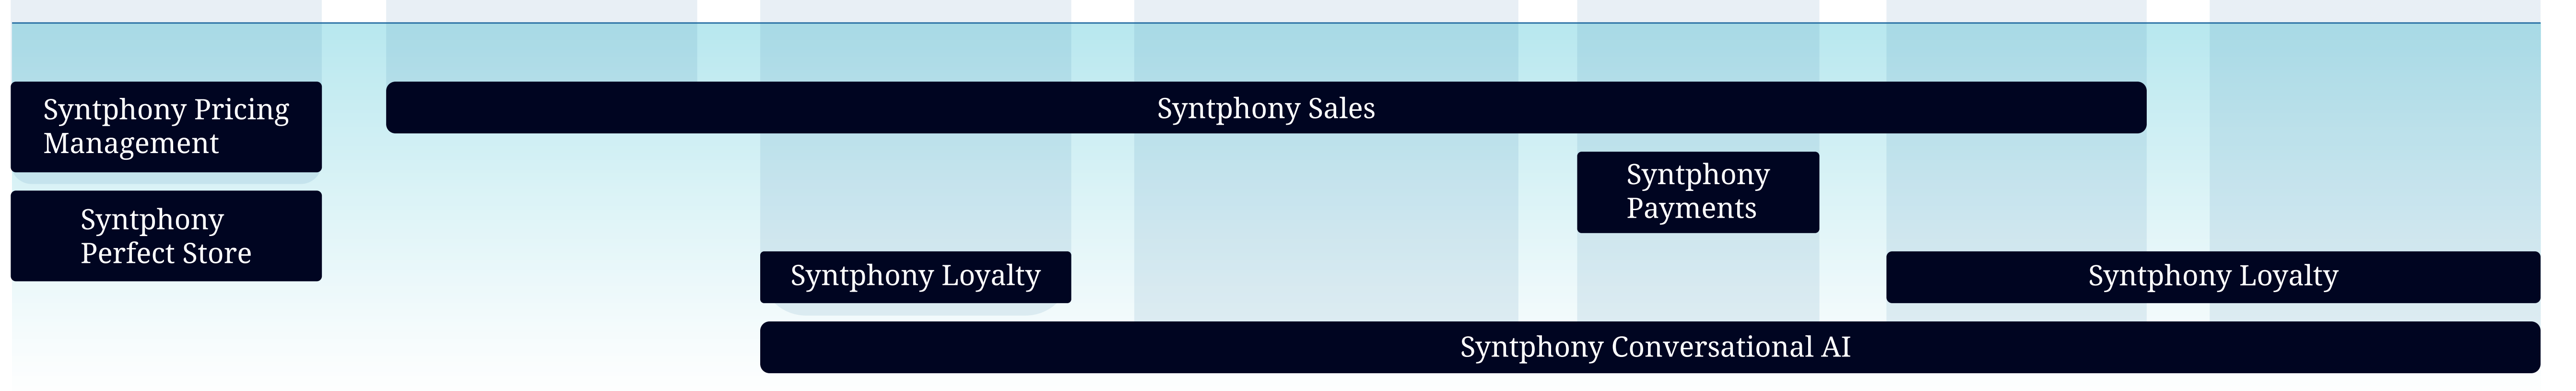 Syntphony Pricing
Management
Syntphony Sales
Syntphony
Payments
Syntphony
Perfect Store
Syntphony Loyalty
Syntphony Loyalty
Syntphony Conversational AI